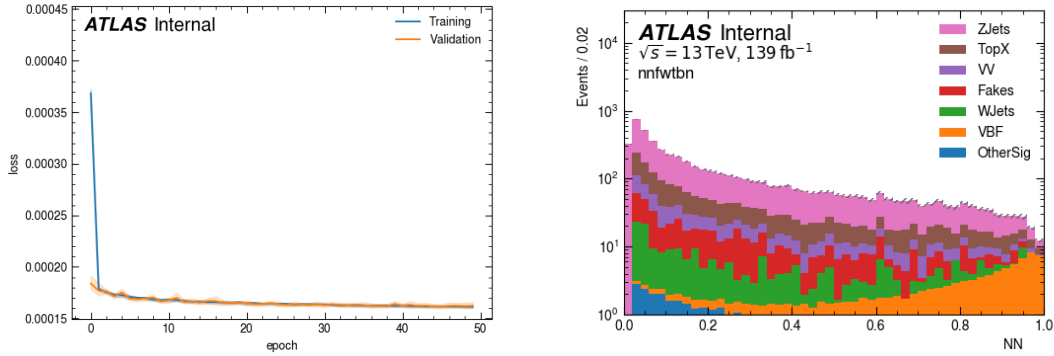 ATLAS Internal
Training
Validation
0.00045
0.00040
0.00035
0.00030
0.00025
0.00020
0.00015
loss
0
10
20
30
40
50
epoch
ATLAS Internal
√s = 13 TeV, 139 fb⁻¹
nnfwtbn
ZJets
TopX
VV
Fakes
WJets
VBF
OtherSig
Events / 0.02
10⁴
10³
10²
10¹
10⁰
0.0
0.2
0.4
0.6
0.8
1.0
NN